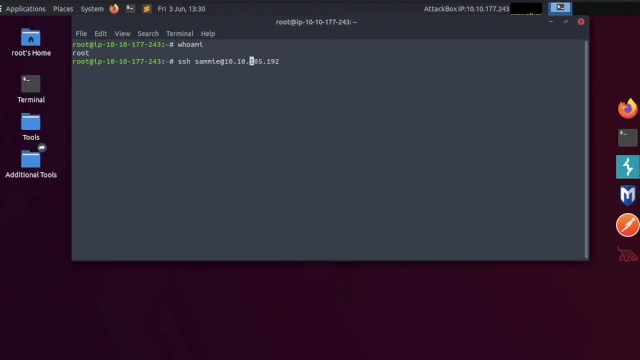 Applications Places System Fri 3 Jun, 13:30 AttackBox IP:10.10.177.243
root@ip-10-10-177-243: ~
File Edit View Search Terminal Help
root@ip-10-10-177-243:~# whoami
root
root@ip-10-10-177-243:~# ssh sammie@10.10.105.192
root's Home
Terminal
Tools
Additional Tools